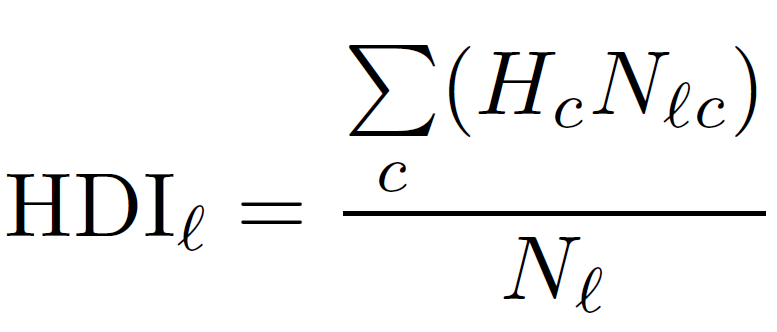 HDI_ℓ = ∑_c (H_c N_ℓc) / N_ℓ